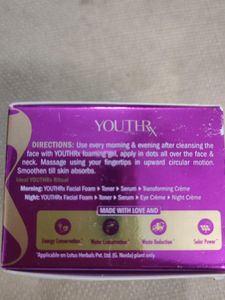 YOUTHRx
DIRECTIONS: Use every morning & evening after cleansing the
face with YOUTHRx foaming gel, apply in dots all over the face &
neck. Massage using your fingertips in upward circular motion.
Smoothen till skin absorbs.
Ideal YOUTHRx Ritual
Morning: YOUTHRx Facial Foam ▸ Toner ▸ Serum ▸ Transforming Crème
Night: YOUTHRx Facial Foam ▸ Toner ▸ Serum ▸ Eye Crème ▸ Night Crème
MADE WITH LOVE AND
Energy Conservation* Water Conservation* Waste Reduction* Solar Power*
*Applicable on Lotus Herbals Pvt. Ltd. (G. Noida) plant only.